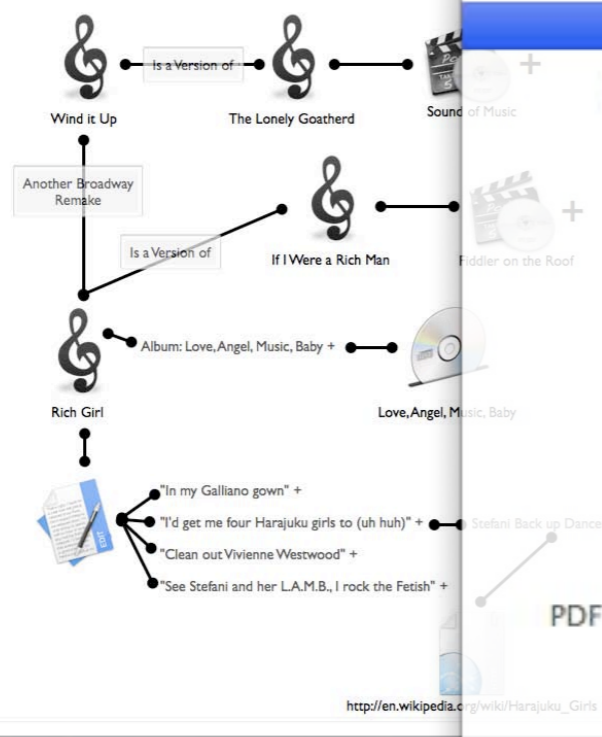 Is a Version of
Wind it Up
The Lonely Goatherd
Sound of Music
Another Broadway
Remake
Is a Version of
If I Were a Rich Man
Fiddler on the Roof
Album: Love, Angel, Music, Baby +
Rich Girl
Love, Angel, Music, Baby
"In my Galliano gown" +
"I'd get me four Harajuku girls to (uh huh)" +
Stefani Back up Dance
"Clean out Vivienne Westwood" +
"See Stefani and her L.A.M.B., I rock the Fetish" +
EDIT
PDF
http://en.wikipedia.org/wiki/Harajuku_Girls